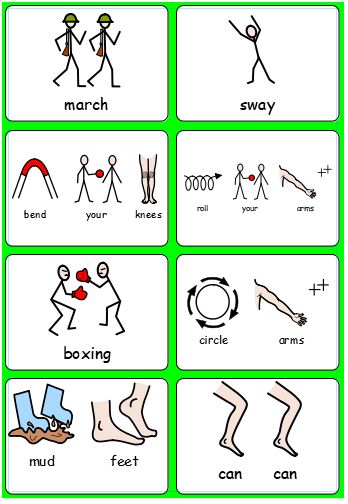 march
sway
bend your knees
roll your arms
boxing
circle arms
mud feet
can can